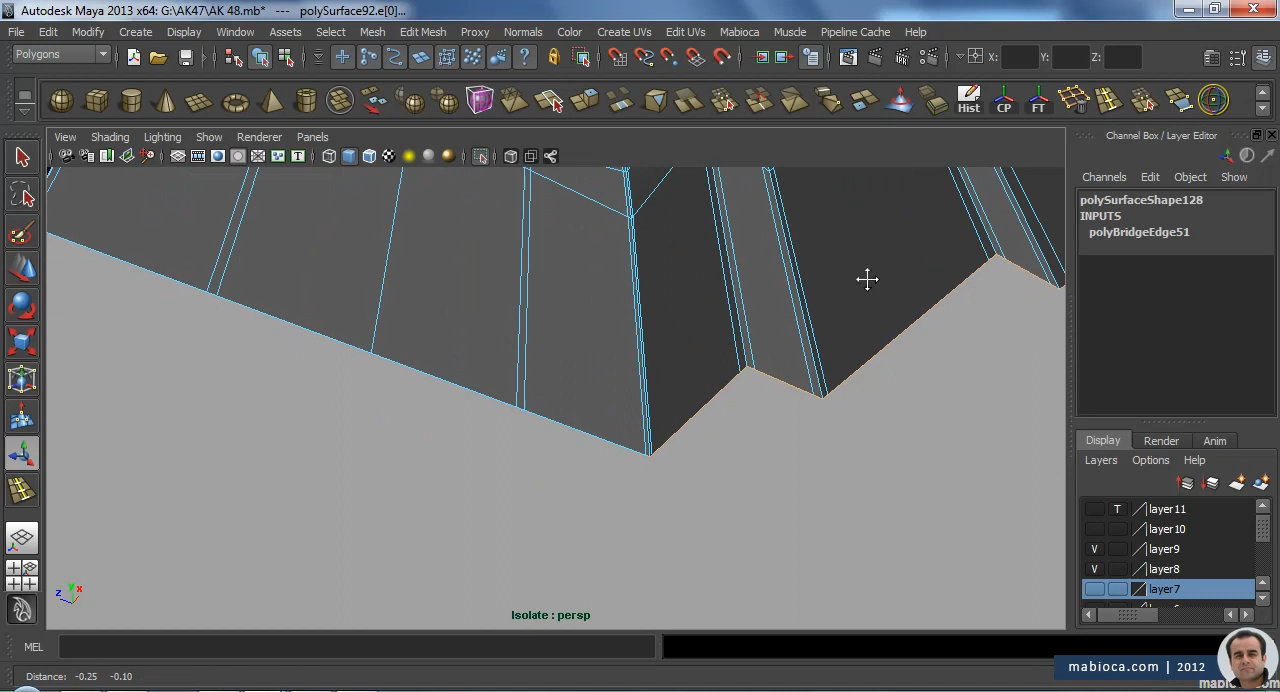 Autodesk Maya 2013 x64: G:\AK47\AK 48.mb* --- polySurface92.e[0]...
File Edit Modify Create Display Window Assets Select Mesh Edit Mesh Proxy Normals Color Create UVs Edit UVs Mabioca Muscle Pipeline Cache Help
Polygons X: Y: Z:
Hist CP FT
View Shading Lighting Show Renderer Panels
Channel Box / Layer Editor
Channels Edit Object Show
polySurfaceShape128
INPUTS
polyBridgeEdge51
Display Render Anim
Layers Options Help
T layer11
layer10
V layer9
V layer8
layer7
z y x
Isolate : persp
MEL
mabioca.com | 2012
mabioca.com
Distance: -0.25 -0.10